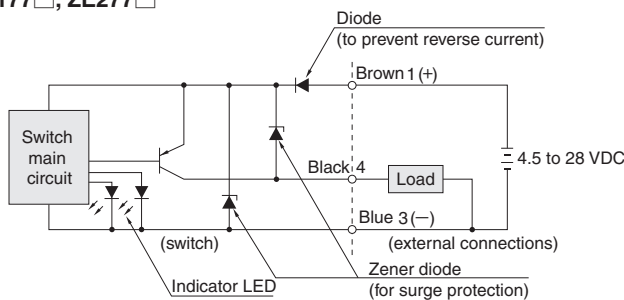 ZE277□
Diode
(to prevent reverse current)
Brown 1 (+)
Switch
main
circuit
4.5 to 28 VDC
Black 4
Load
Blue 3 (−)
(switch)
(external connections)
Indicator LED
Zener diode
(for surge protection)